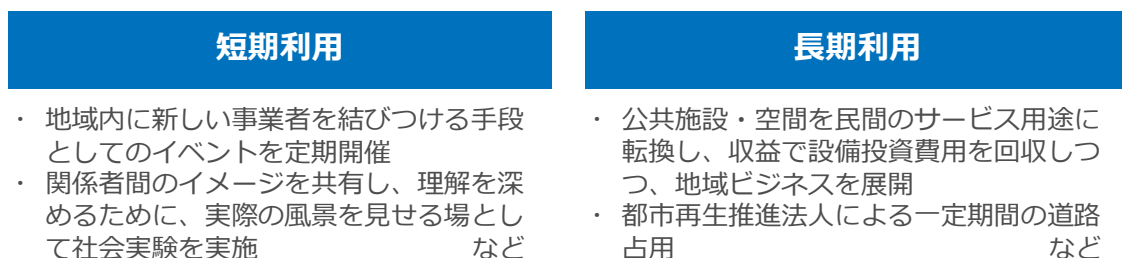 短期利用
・ 地域内に新しい事業者を結びつける手段
としてのイベントを定期開催
・ 関係者間のイメージを共有し、理解を深
めるために、実際の風景を見せる場とし
て社会実験を実施 など
長期利用
・ 公共施設・空間を民間のサービス用途に
転換し、収益で設備投資費用を回収しつ
つ、地域ビジネスを展開
・ 都市再生推進法人による一定期間の道路
占用 など